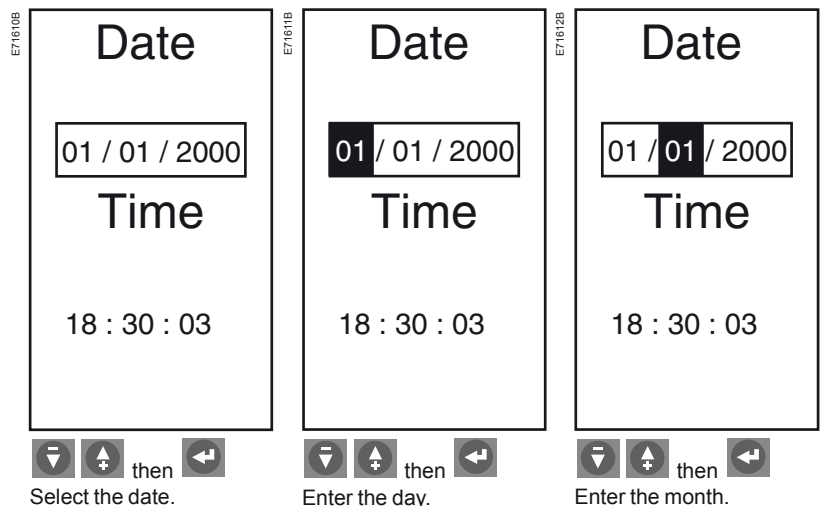 E71610B
Date
01 / 01 / 2000
Time
18 : 30 : 03
then
Select the date.
E71611B
Date
01 / 01 / 2000
Time
18 : 30 : 03
then
Enter the day.
E71612B
Date
01 / 01 / 2000
Time
18 : 30 : 03
then
Enter the month.